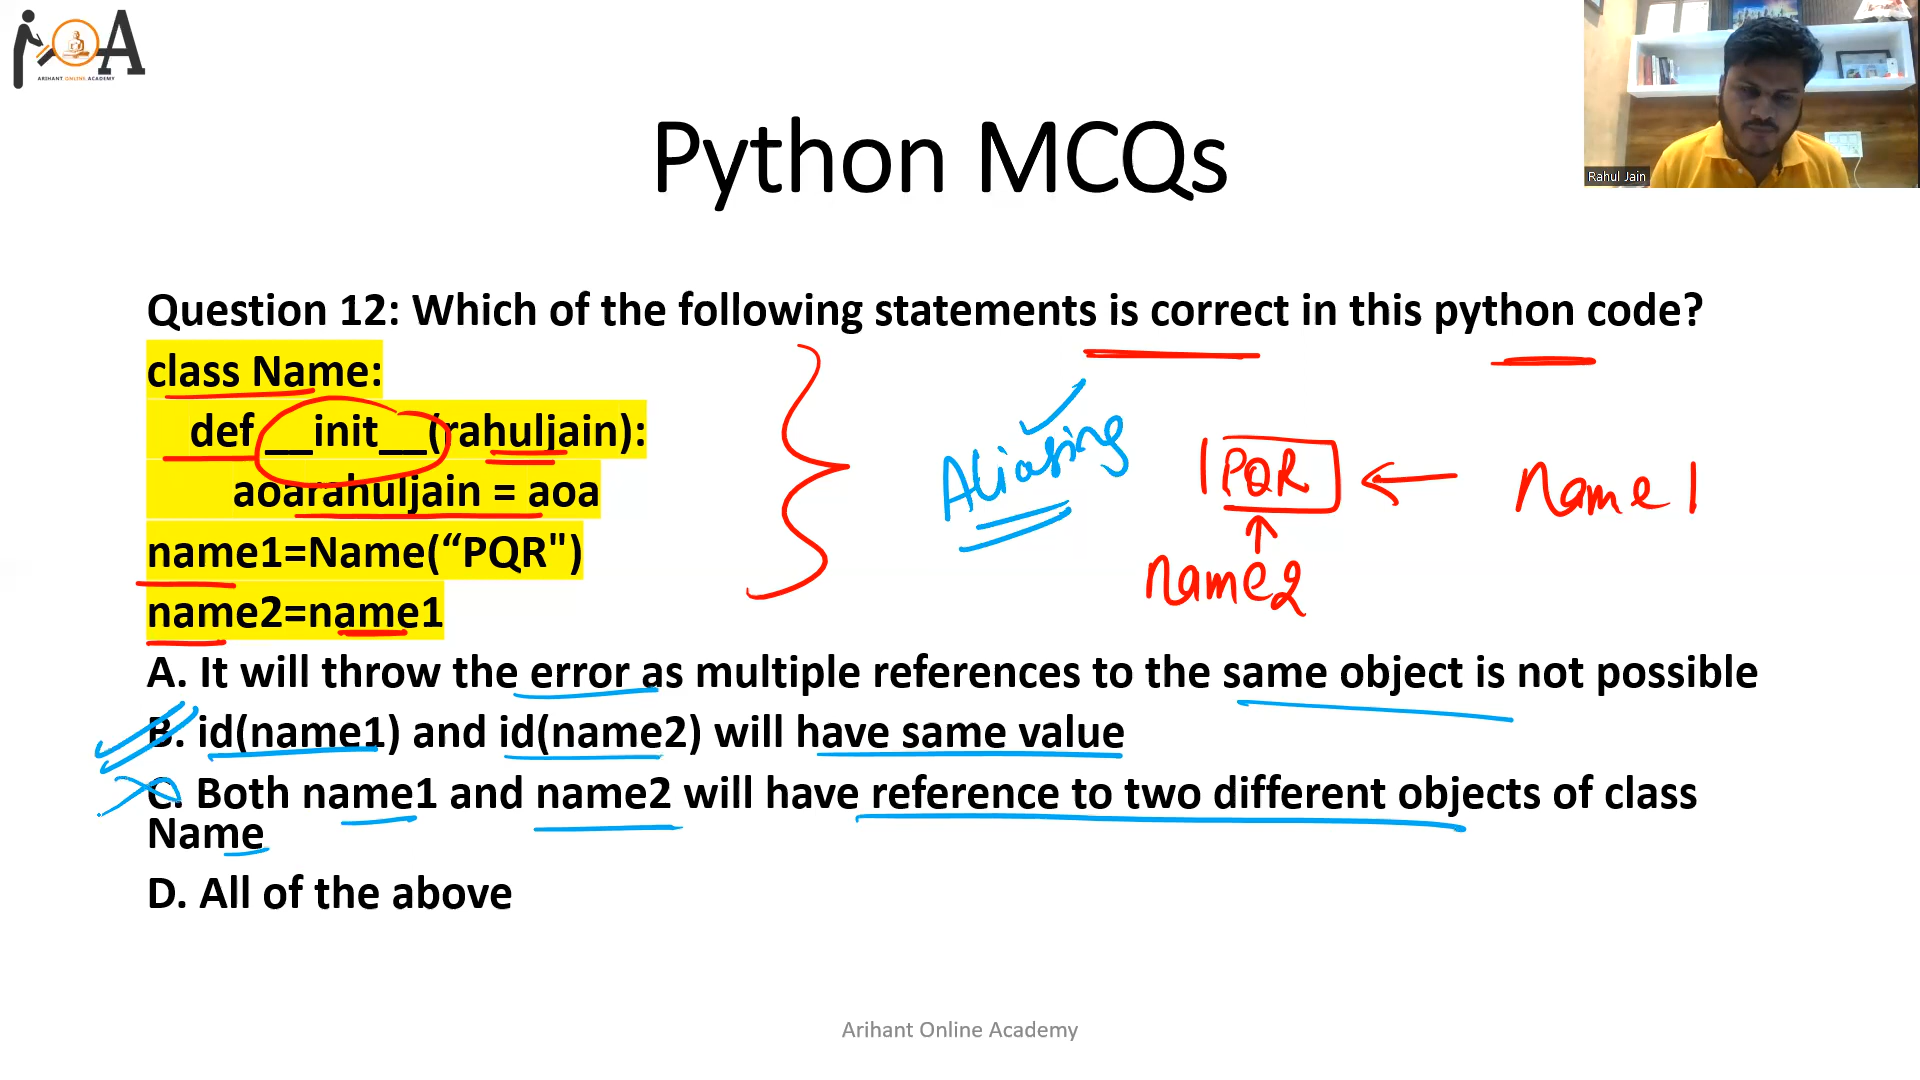 AOA
ARIHANT ONLINE ACADEMY
Rahul Jain
Python MCQs
Question 12: Which of the following statements is correct in this python code?
class Name:
def __init__(rahuljain):
aoarahuljain = aoa
name1=Name(“PQR")
name2=name1
Aliasing
PQR
Name1
Name2
A. It will throw the error as multiple references to the same object is not possible
B. id(name1) and id(name2) will have same value
C. Both name1 and name2 will have reference to two different objects of class
Name
D. All of the above
Arihant Online Academy